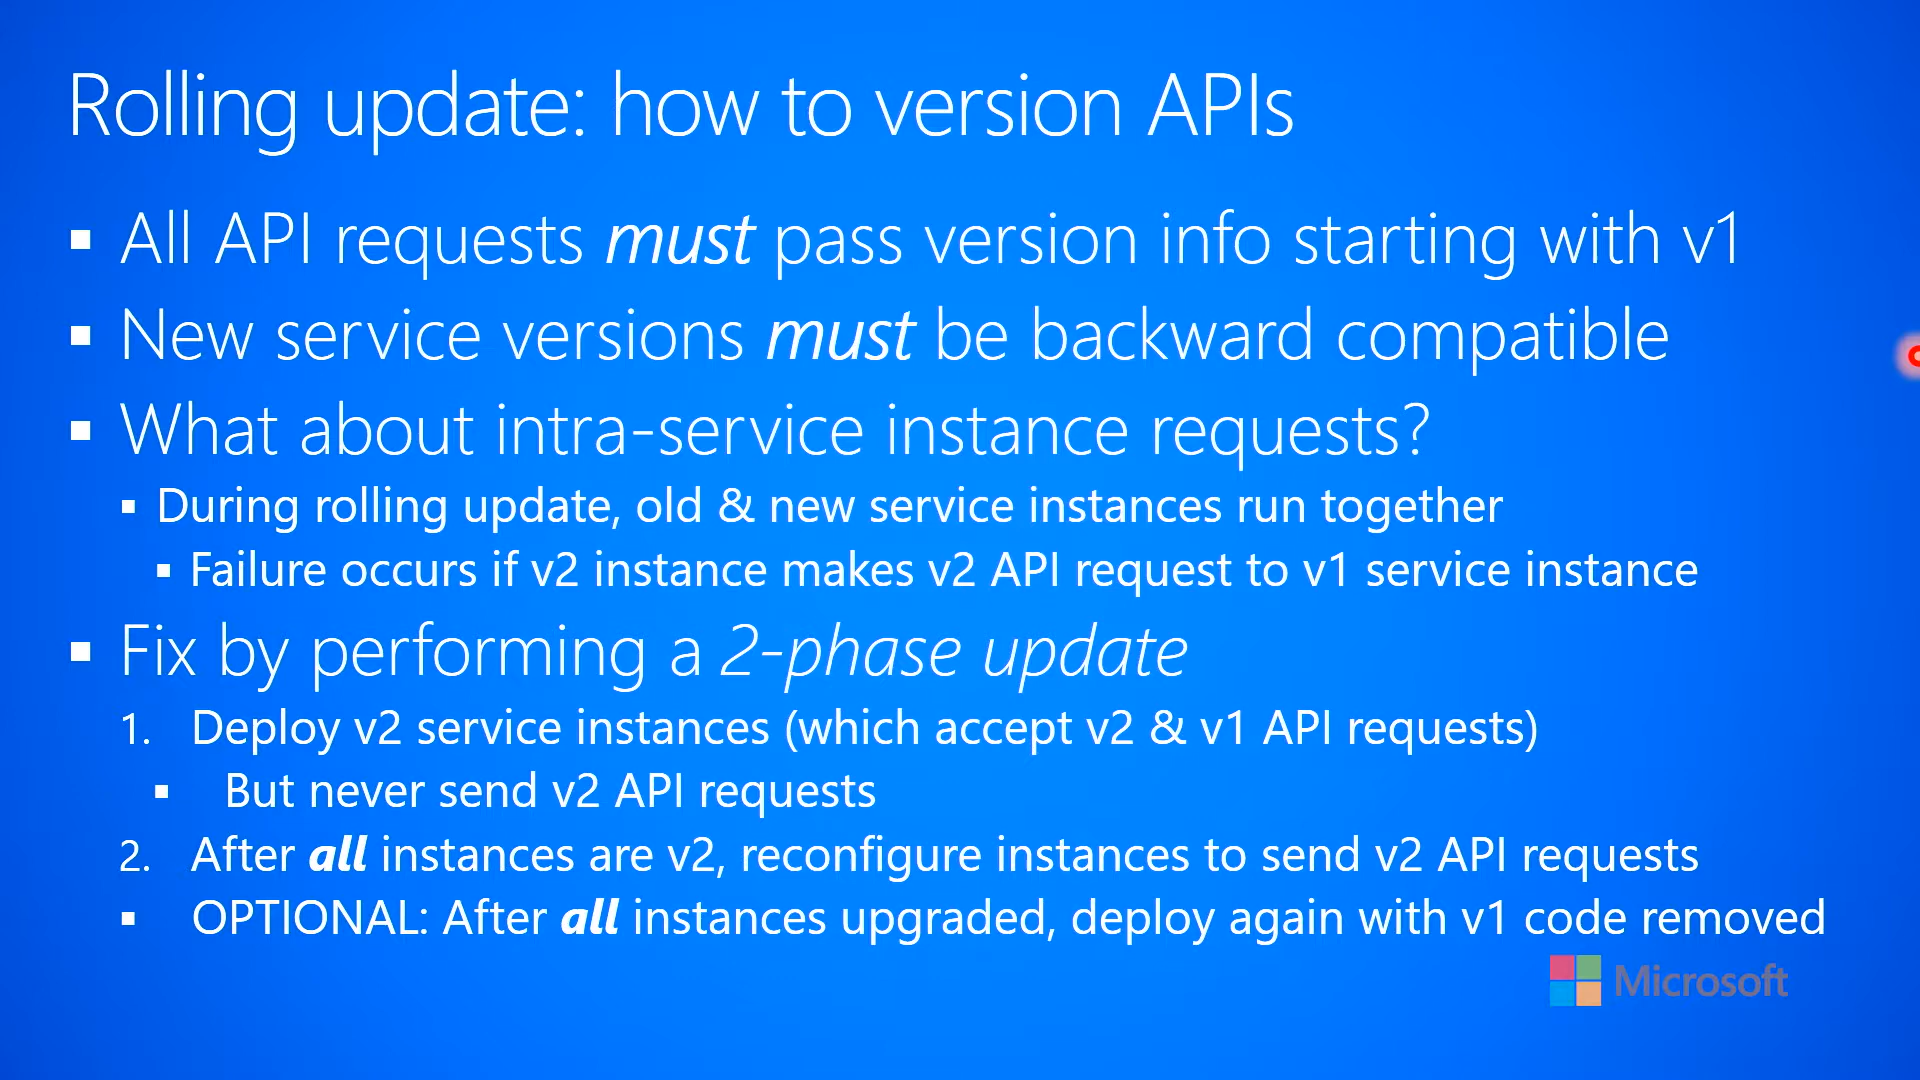 Rolling update: how to version APIs
▪ All API requests must pass version info starting with v1
▪ New service versions must be backward compatible
▪ What about intra-service instance requests?
▪ During rolling update, old & new service instances run together
▪ Failure occurs if v2 instance makes v2 API request to v1 service instance
▪ Fix by performing a 2-phase update
1. Deploy v2 service instances (which accept v2 & v1 API requests)
▪ But never send v2 API requests
2. After all instances are v2, reconfigure instances to send v2 API requests
▪ OPTIONAL: After all instances upgraded, deploy again with v1 code removed
Microsoft